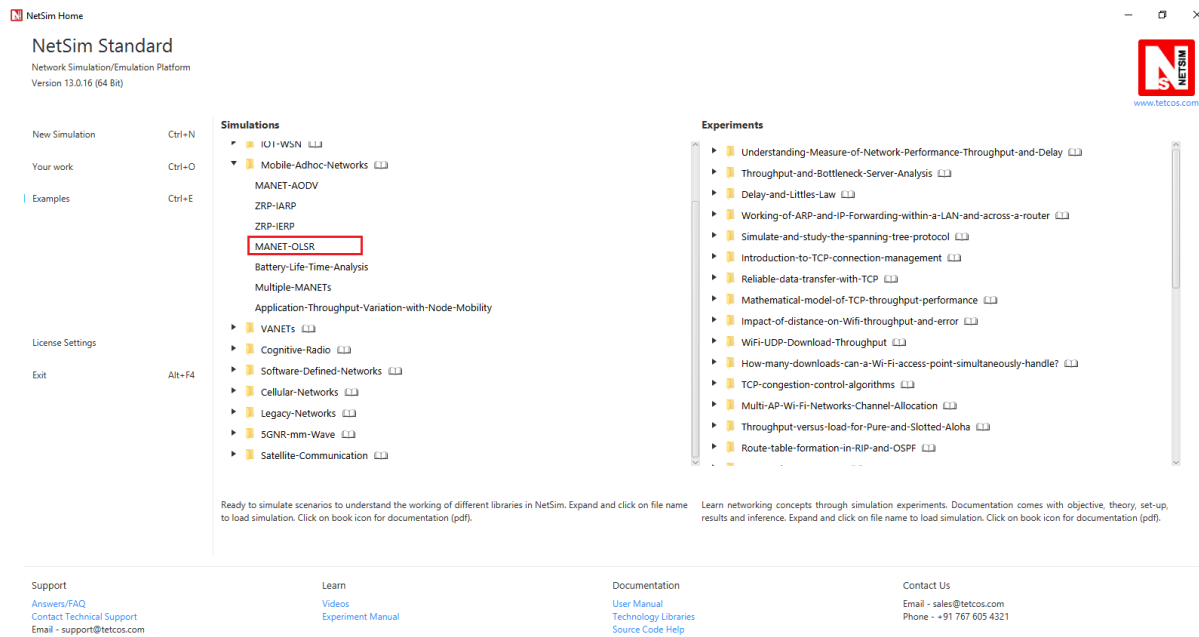 NetSim Home
NetSim Standard
Network Simulation/Emulation Platform
Version 13.0.16 (64 Bit)
N
S
NETSIM
www.tetcos.com
New Simulation Ctrl+N
Your work Ctrl+O
Examples Ctrl+E
License Settings
Exit Alt+F4
Simulations
IOT-WSN
Mobile-Adhoc-Networks
MANET-AODV
ZRP-IARP
ZRP-IERP
MANET-OLSR
Battery-Life-Time-Analysis
Multiple-MANETs
Application-Throughput-Variation-with-Node-Mobility
VANETs
Cognitive-Radio
Software-Defined-Networks
Cellular-Networks
Legacy-Networks
5GNR-mm-Wave
Satellite-Communication
Ready to simulate scenarios to understand the working of different libraries in NetSim. Expand and click on file name
to load simulation. Click on book icon for documentation (pdf).
Experiments
Understanding-Measure-of-Network-Performance-Throughput-and-Delay
Throughput-and-Bottleneck-Server-Analysis
Delay-and-Littles-Law
Working-of-ARP-and-IP-Forwarding-within-a-LAN-and-across-a-router
Simulate-and-study-the-spanning-tree-protocol
Introduction-to-TCP-connection-management
Reliable-data-transfer-with-TCP
Mathematical-model-of-TCP-throughput-performance
Impact-of-distance-on-Wifi-throughput-and-error
WiFi-UDP-Download-Throughput
How-many-downloads-can-a-Wi-Fi-access-point-simultaneously-handle?
TCP-congestion-control-algorithms
Multi-AP-Wi-Fi-Networks-Channel-Allocation
Throughput-versus-load-for-Pure-and-Slotted-Aloha
Route-table-formation-in-RIP-and-OSPF
Learn networking concepts through simulation experiments. Documentation comes with objective, theory, set-up,
results and inference. Expand and click on file name to load simulation. Click on book icon for documentation (pdf).
Support
Answers/FAQ
Contact Technical Support
Email - support@tetcos.com
Learn
Videos
Experiment Manual
Documentation
User Manual
Technology Libraries
Source Code Help
Contact Us
Email - sales@tetcos.com
Phone - +91 767 605 4321